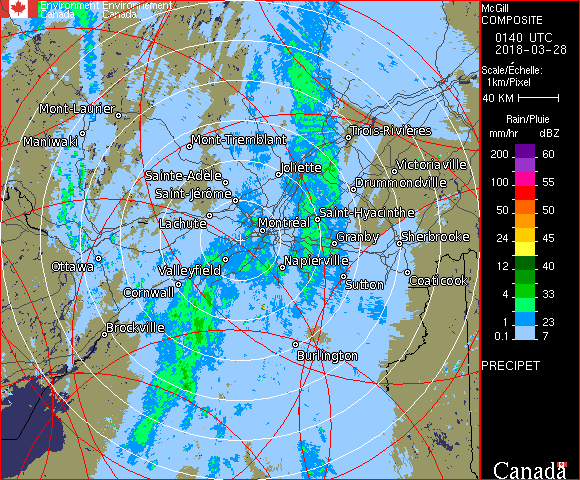 Environment Environnement
Canada Canada
McGill
COMPOSITE
0140 UTC
2018-03-28
Scale/Échelle:
1km/Pixel
40 KM
Rain/Pluie
mm/hr dBZ
200 60
100 55
50 50
24 45
12 40
4 33
1 23
0.1 7
PRECIPET
Canada
Mont-Laurier
Maniwaki
Mont-Tremblant
Trois-Rivières
Joliette
Victoriaville
Sainte-Adèle
Drummondville
Saint-Jérôme
Lachute
Saint-Hyacinthe
Montréal
Granby
Sherbrooke
Ottawa
Valleyfield
Napierville
Sutton
Coaticook
Cornwall
Brockville
Burlington